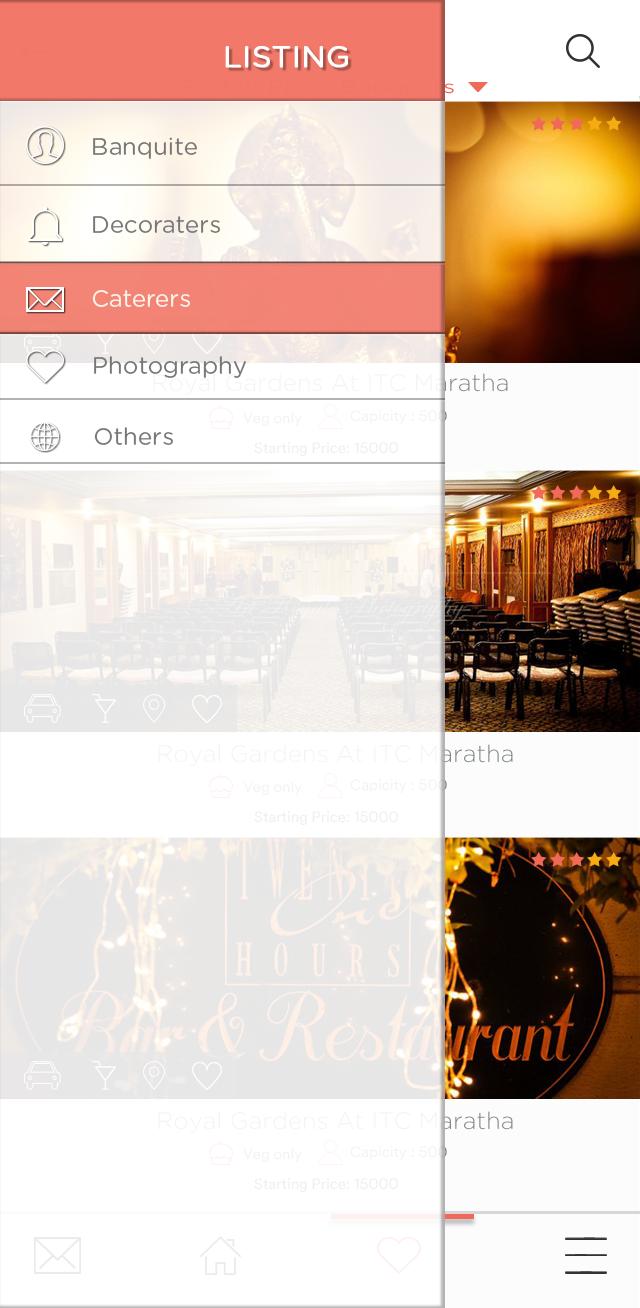 LISTING
s
Banquite
Decoraters
Caterers
Photography
Royal Gardens At ITC Maratha
Veg only Capicity : 500
Others
Starting Price: 15000
Photography
Royal Gardens At ITC Maratha
Veg only Capicity : 500
Starting Price: 15000
TWENTY
One
HOURS
Bar & Restaurant
Royal Gardens At ITC Maratha
Veg only Capicity : 500
Starting Price: 15000